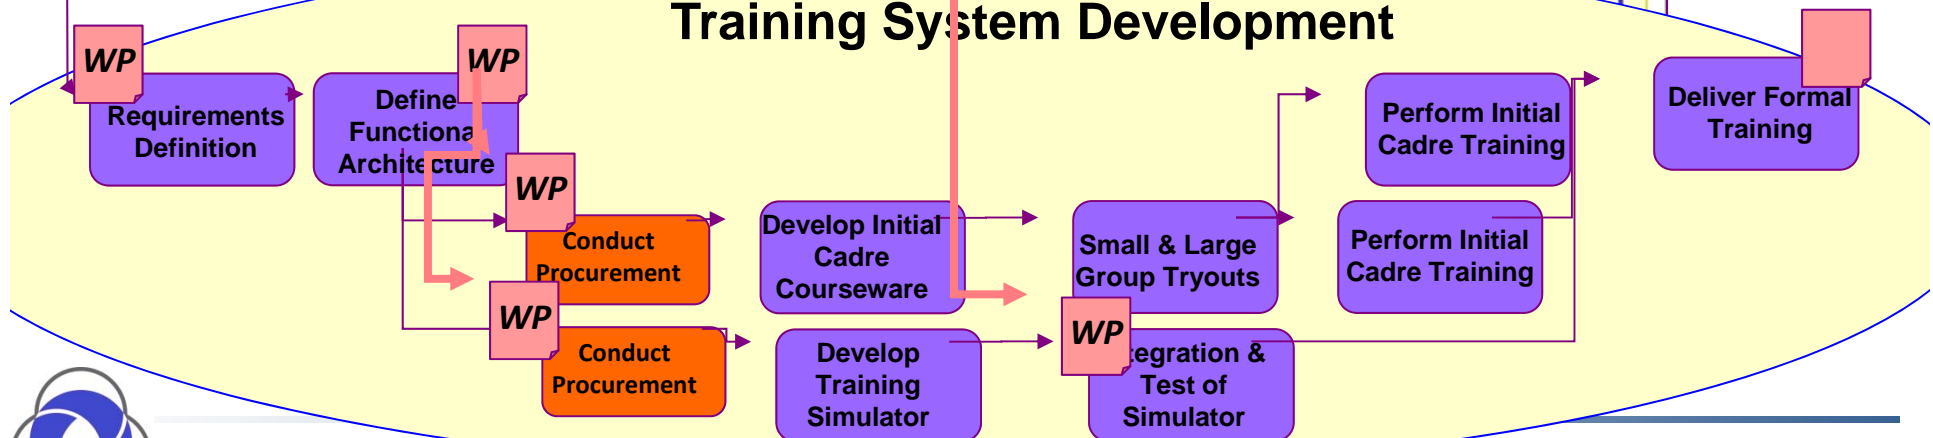 Training System Development
WP
Requirements
Definition
WP
Define
Functional
Architecture
WP
Conduct
Procurement
WP
Conduct
Procurement
Develop Initial
Cadre
Courseware
Develop
Training
Simulator
Small & Large
Group Tryouts
WP
tegration &
Test of
Simulator
Perform Initial
Cadre Training
Perform Initial
Cadre Training
Deliver Formal
Training